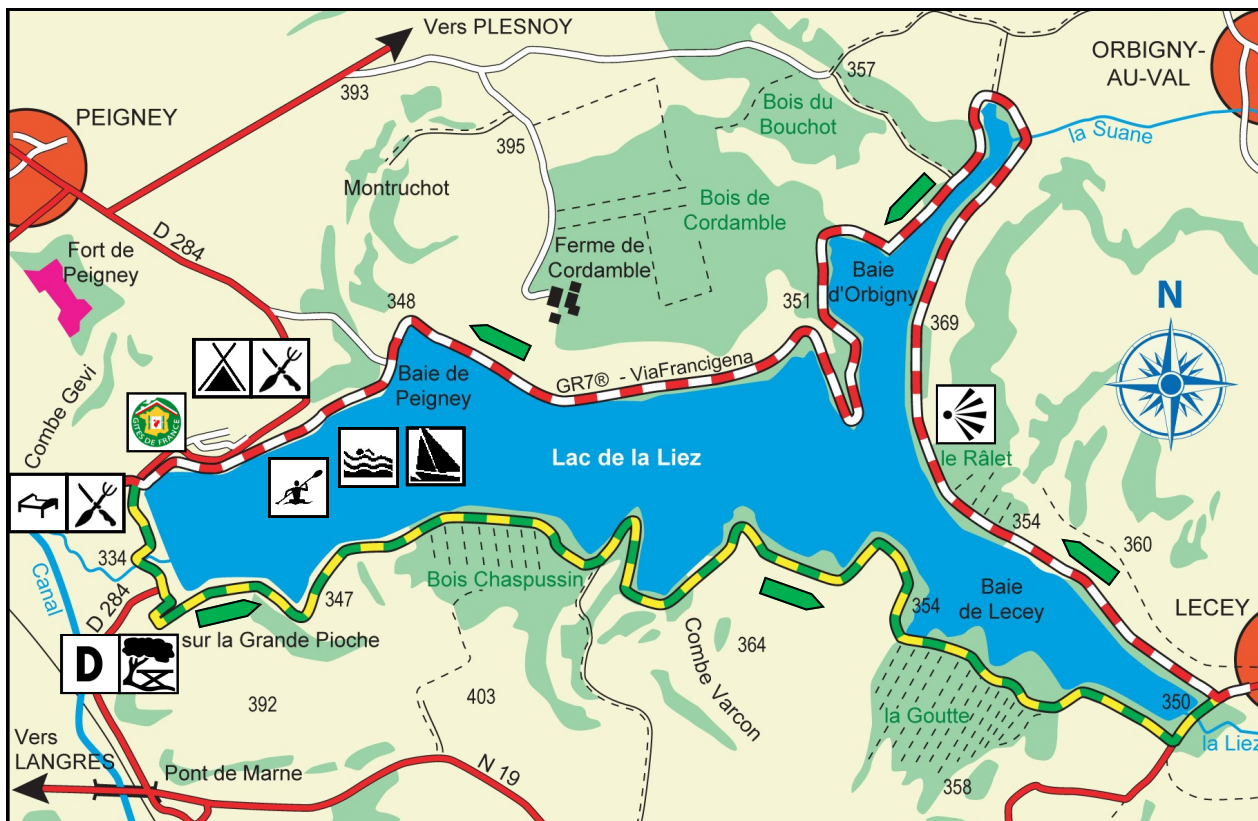 Vers PLESNOY
ORBIGNY-
AU-VAL
357
393
PEIGNEY
Bois du
Bouchot
la Suane
395
Montruchot
Bois de
Cordamble
D 284
Fort de
Peigney
Ferme de
Cordamble
Baie
d'Orbigny
N
348
351
369
GR7® - ViaFrancigena
Baie de
Peigney
Combe Gevi
GÎTES DE FRANCE
Lac de la Liez
le Râlet
354
360
334
Canal
Bois Chaspussin
347
Baie
de Lecey
354
LECEY
D 284
D
sur la Grande Pioche
364
Combe Varcon
392
403
350
la Goutte
la Liez
Vers
LANGRES
Pont de Marne
N 19
358